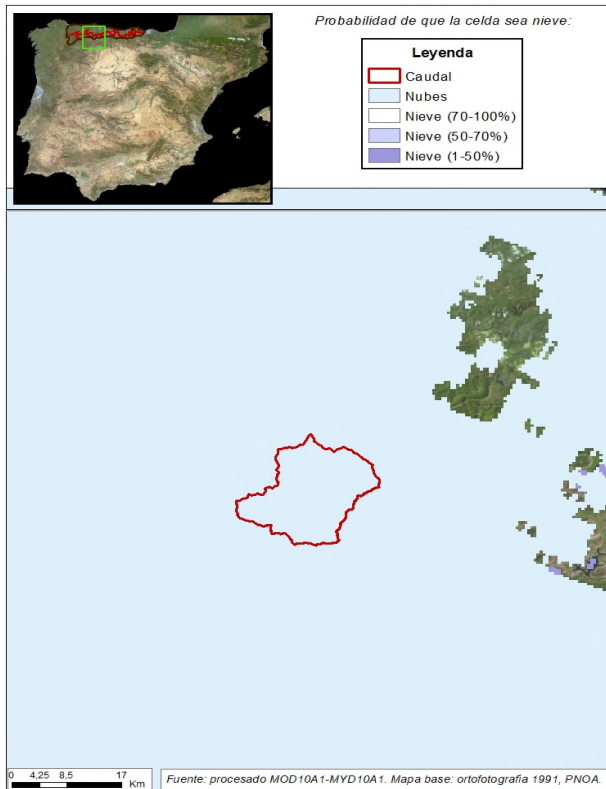 Probabilidad de que la celda sea nieve:
Leyenda
Caudal
Nubes
Nieve (70-100%)
Nieve (50-70%)
Nieve (1-50%)
0 4,25 8,5 17
Km
Fuente: procesado MOD10A1-MYD10A1. Mapa base: ortofotografia 1991, PNOA.